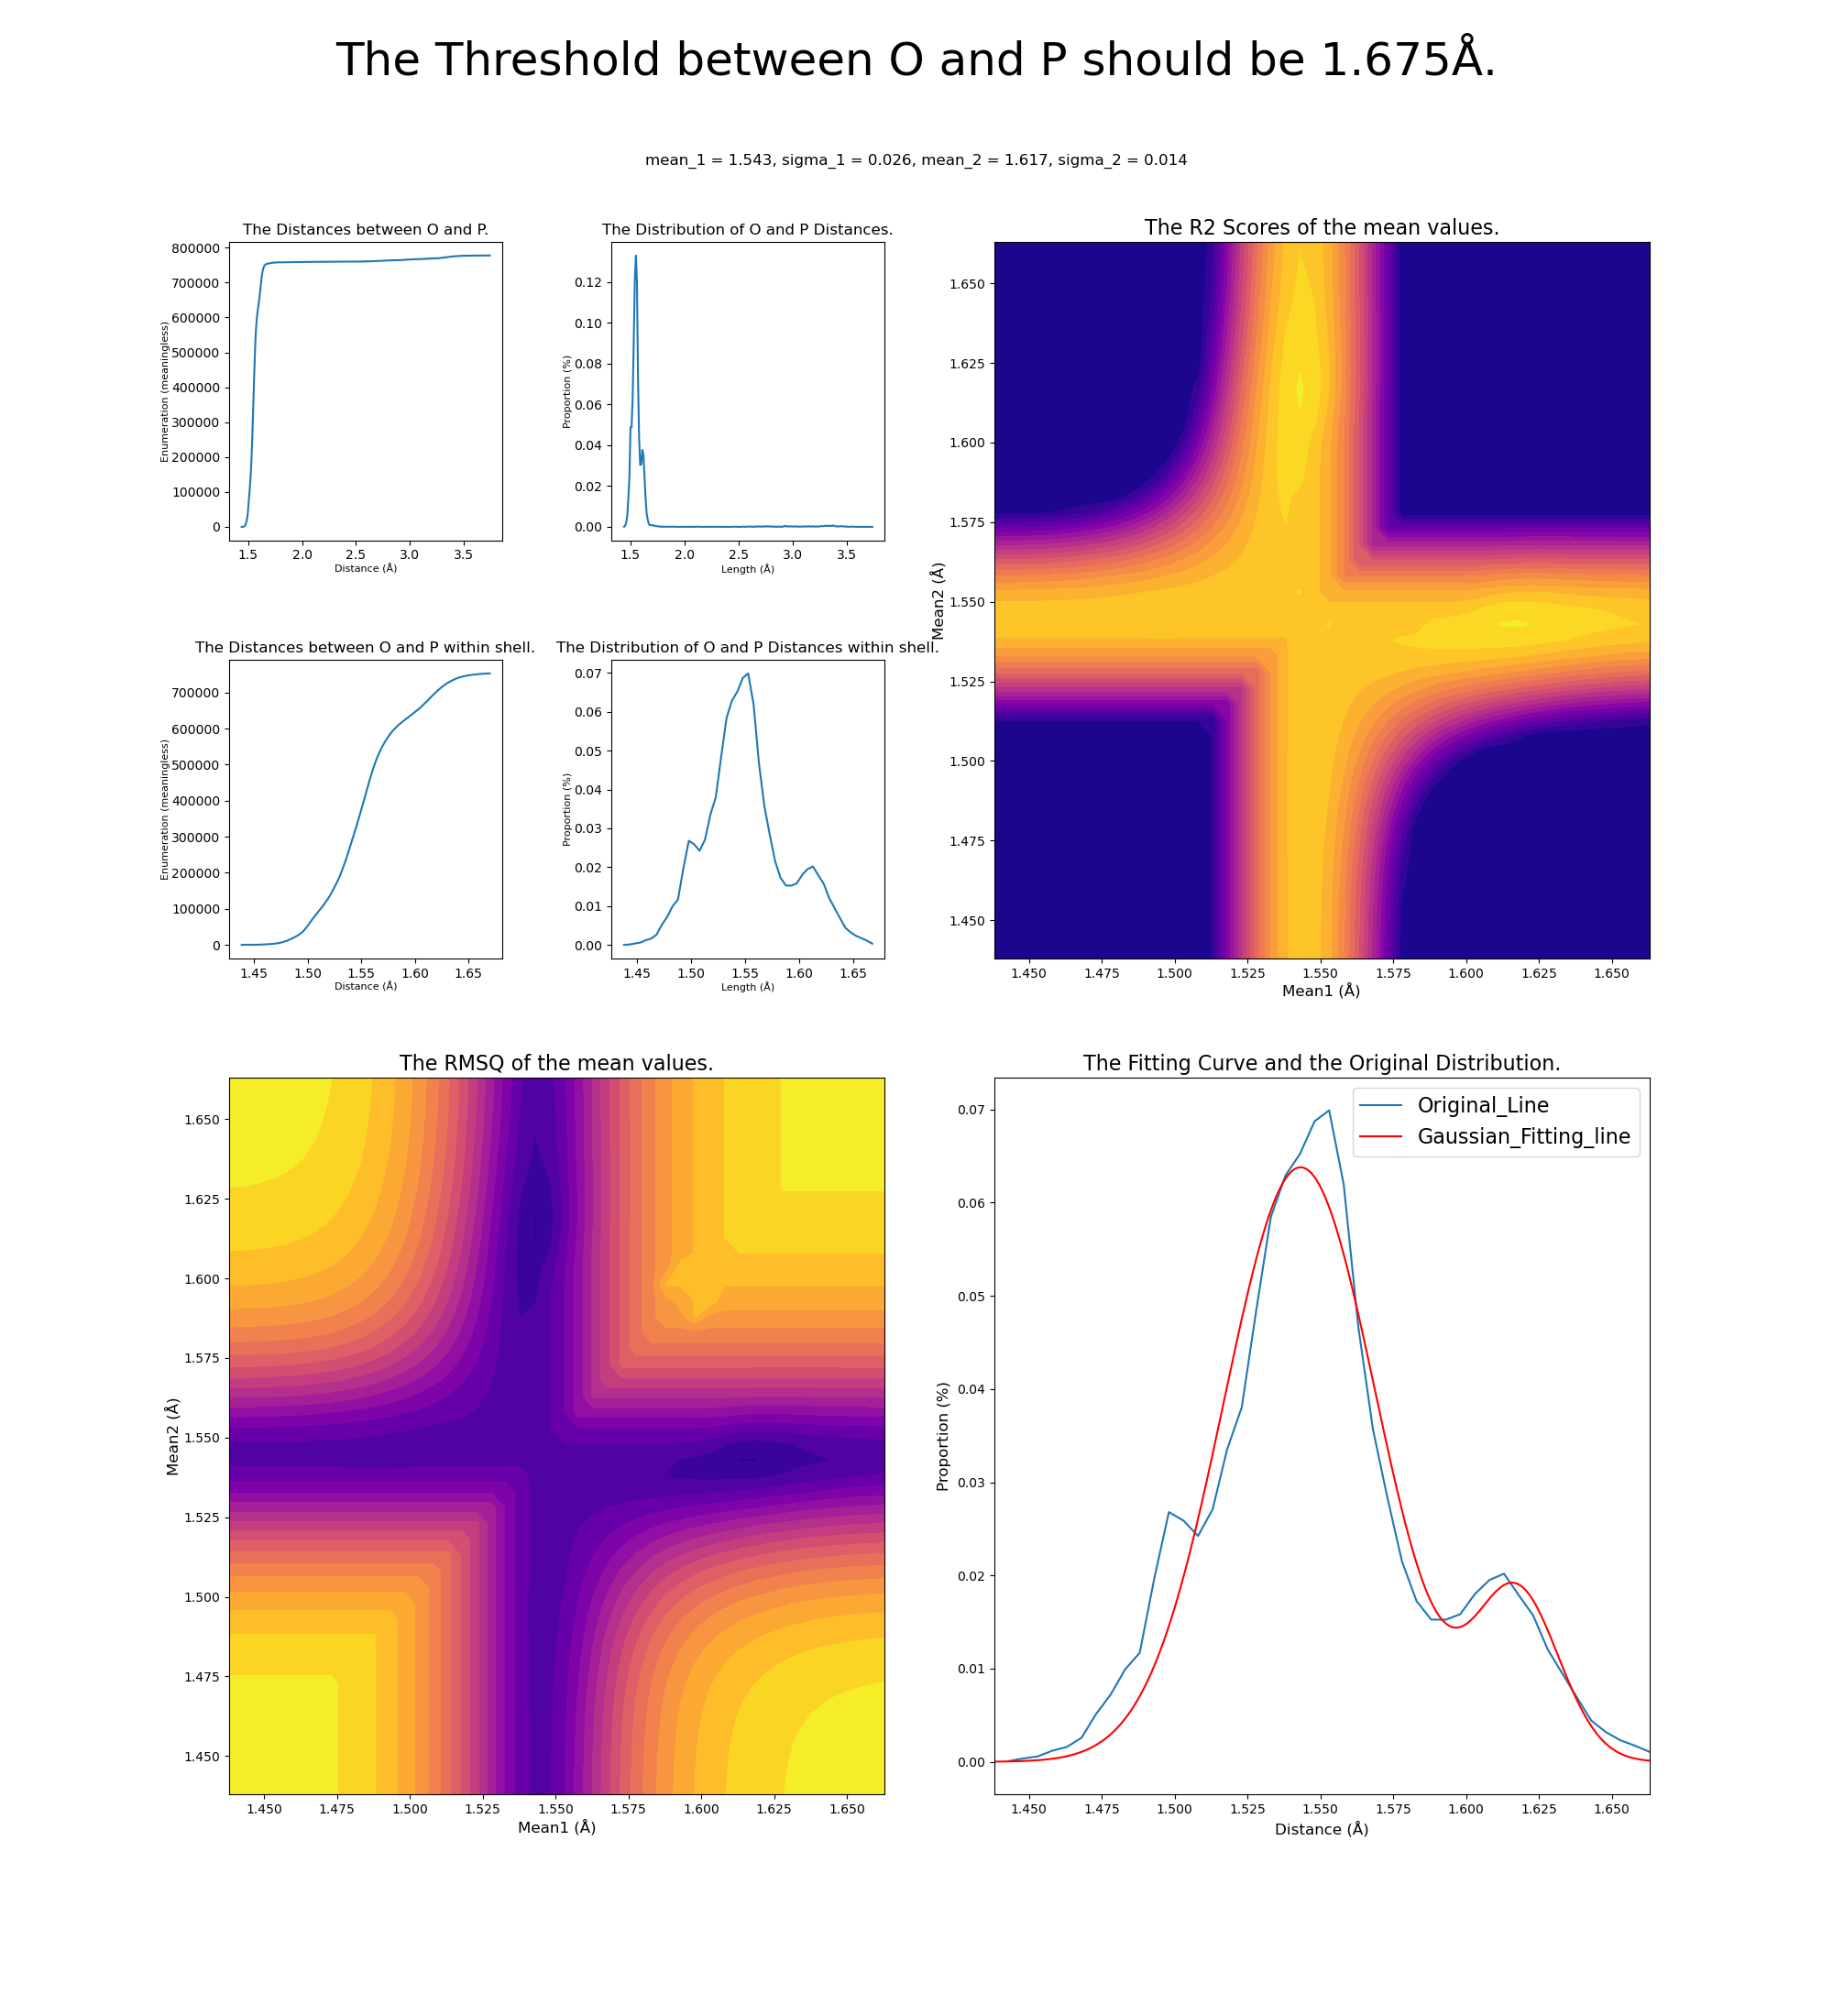 The Threshold between O and P should be 1.675Å.
mean_1 = 1.543, sigma_1 = 0.026, mean_2 = 1.617, sigma_2 = 0.014
The Distances between O and P.
800000
700000
600000
500000
400000
300000
200000
100000
0
Enumeration (meaningless)
1.5 2.0 2.5 3.0 3.5
Distance (Å)
The Distribution of O and P Distances.
0.12
0.10
0.08
0.06
0.04
0.02
0.00
Proportion (%)
1.5 2.0 2.5 3.0 3.5
Length (Å)
The R2 Scores of the mean values.
1.650
1.625
1.600
1.575
1.550
1.525
1.500
1.475
1.450
Mean2 (Å)
1.450 1.475 1.500 1.525 1.550 1.575 1.600 1.625 1.650
Mean1 (Å)
The Distances between O and P within shell.
700000
600000
500000
400000
300000
200000
100000
0
Enumeration (meaningless)
1.45 1.50 1.55 1.60 1.65
Distance (Å)
The Distribution of O and P Distances within shell.
0.07
0.06
0.05
0.04
0.03
0.02
0.01
0.00
Proportion (%)
1.45 1.50 1.55 1.60 1.65
Length (Å)
The RMSQ of the mean values.
1.650
1.625
1.600
1.575
1.550
1.525
1.500
1.475
1.450
Mean2 (Å)
1.450 1.475 1.500 1.525 1.550 1.575 1.600 1.625 1.650
Mean1 (Å)
The Fitting Curve and the Original Distribution.
Original_Line
Gaussian_Fitting_line
0.07
0.06
0.05
0.04
0.03
0.02
0.01
0.00
Proportion (%)
1.450 1.475 1.500 1.525 1.550 1.575 1.600 1.625 1.650
Distance (Å)